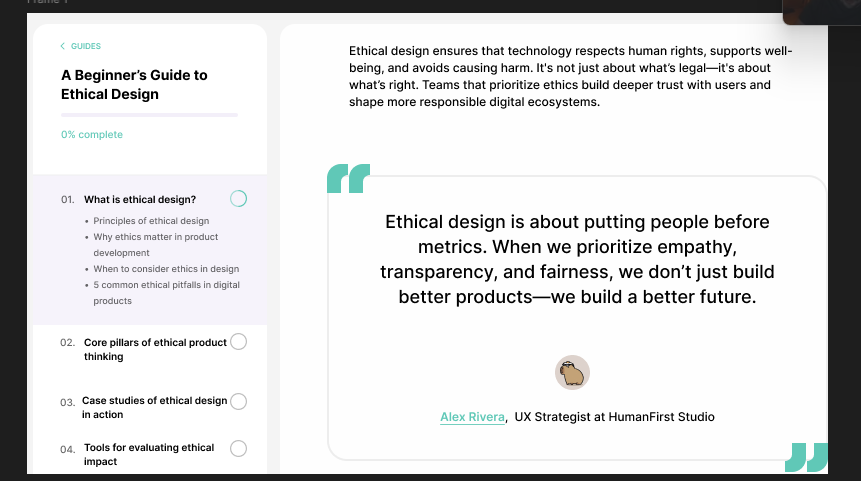 Frame 1
GUIDES
A Beginner’s Guide to
Ethical Design
0% complete
01. What is ethical design?
• Principles of ethical design
• Why ethics matter in product
development
• When to consider ethics in design
• 5 common ethical pitfalls in digital
products
02. Core pillars of ethical product
thinking
03. Case studies of ethical design
in action
04. Tools for evaluating ethical
impact
Ethical design ensures that technology respects human rights, supports well-
being, and avoids causing harm. It's not just about what’s legal—it's about
what’s right. Teams that prioritize ethics build deeper trust with users and
shape more responsible digital ecosystems.
Ethical design is about putting people before
metrics. When we prioritize empathy,
transparency, and fairness, we don’t just build
better products—we build a better future.
Alex Rivera, UX Strategist at HumanFirst Studio